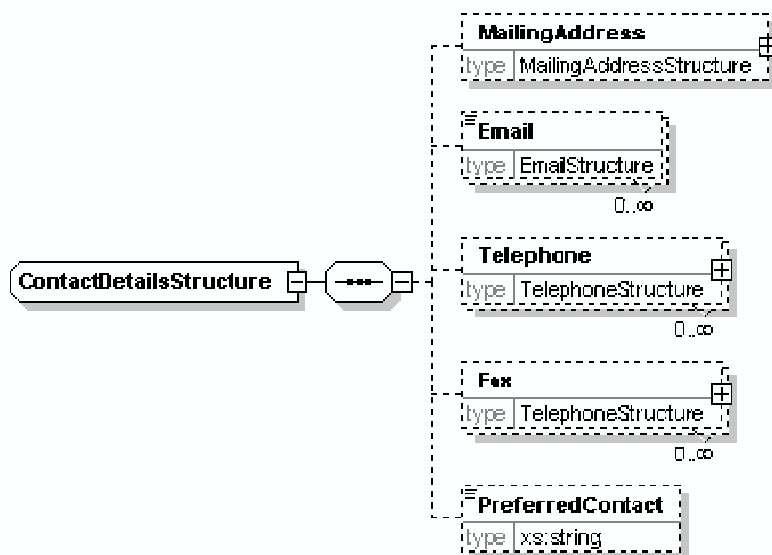 MailingAddress
type MailingAddressStructure
Email
type EmailStructure
0..∞
Telephone
type TelephoneStructure
0..∞
ContactDetailsStructure
Fax
type TelephoneStructure
0..∞
PreferredContact
type xs:string